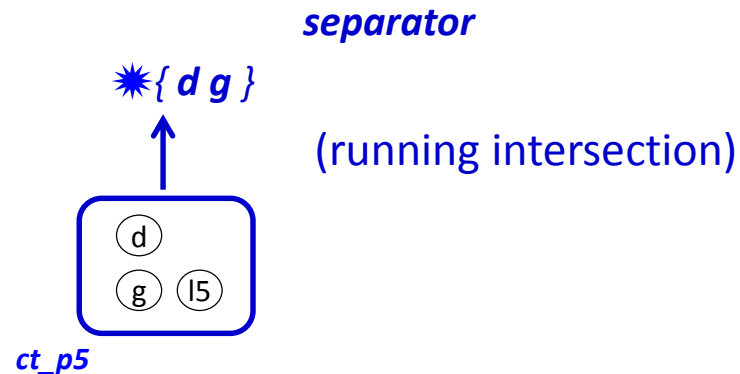 separator
{ d g }
(running intersection)
d
g l5
ct_p5